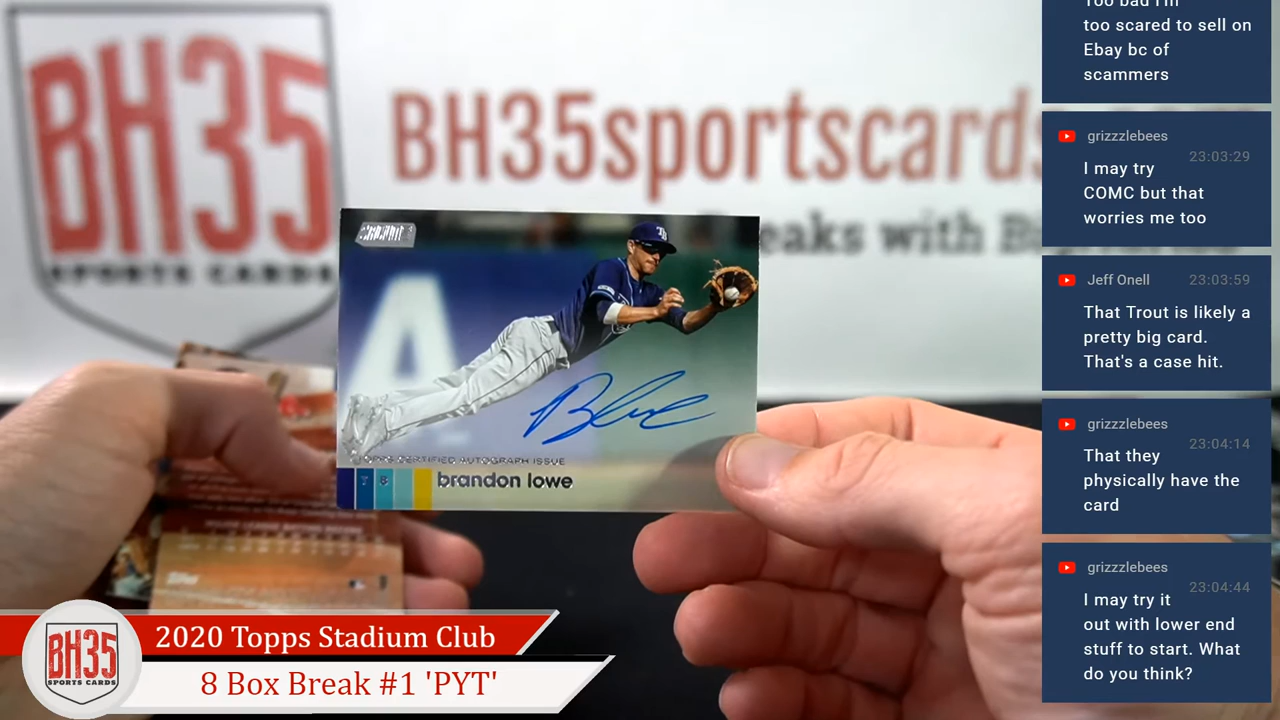 BH35
SPORTS CARDS
BH35sportscards
eaks with B
A
TB
CERTIFIED AUTOGRAPH ISSUE
T B
brandon lowe
topps
2020 Topps Stadium Club
8 Box Break #1 'PYT'
BH35
SPORTS CARDS
Too bad I'm
too scared to sell on
Ebay bc of
scammers
grizzzlebees
23:03:29
I may try
COMC but that
worries me too
Jeff Onell 23:03:59
That Trout is likely a
pretty big card.
That's a case hit.
grizzzlebees
23:04:14
That they
physically have the
card
grizzzlebees
23:04:44
I may try it
out with lower end
stuff to start. What
do you think?